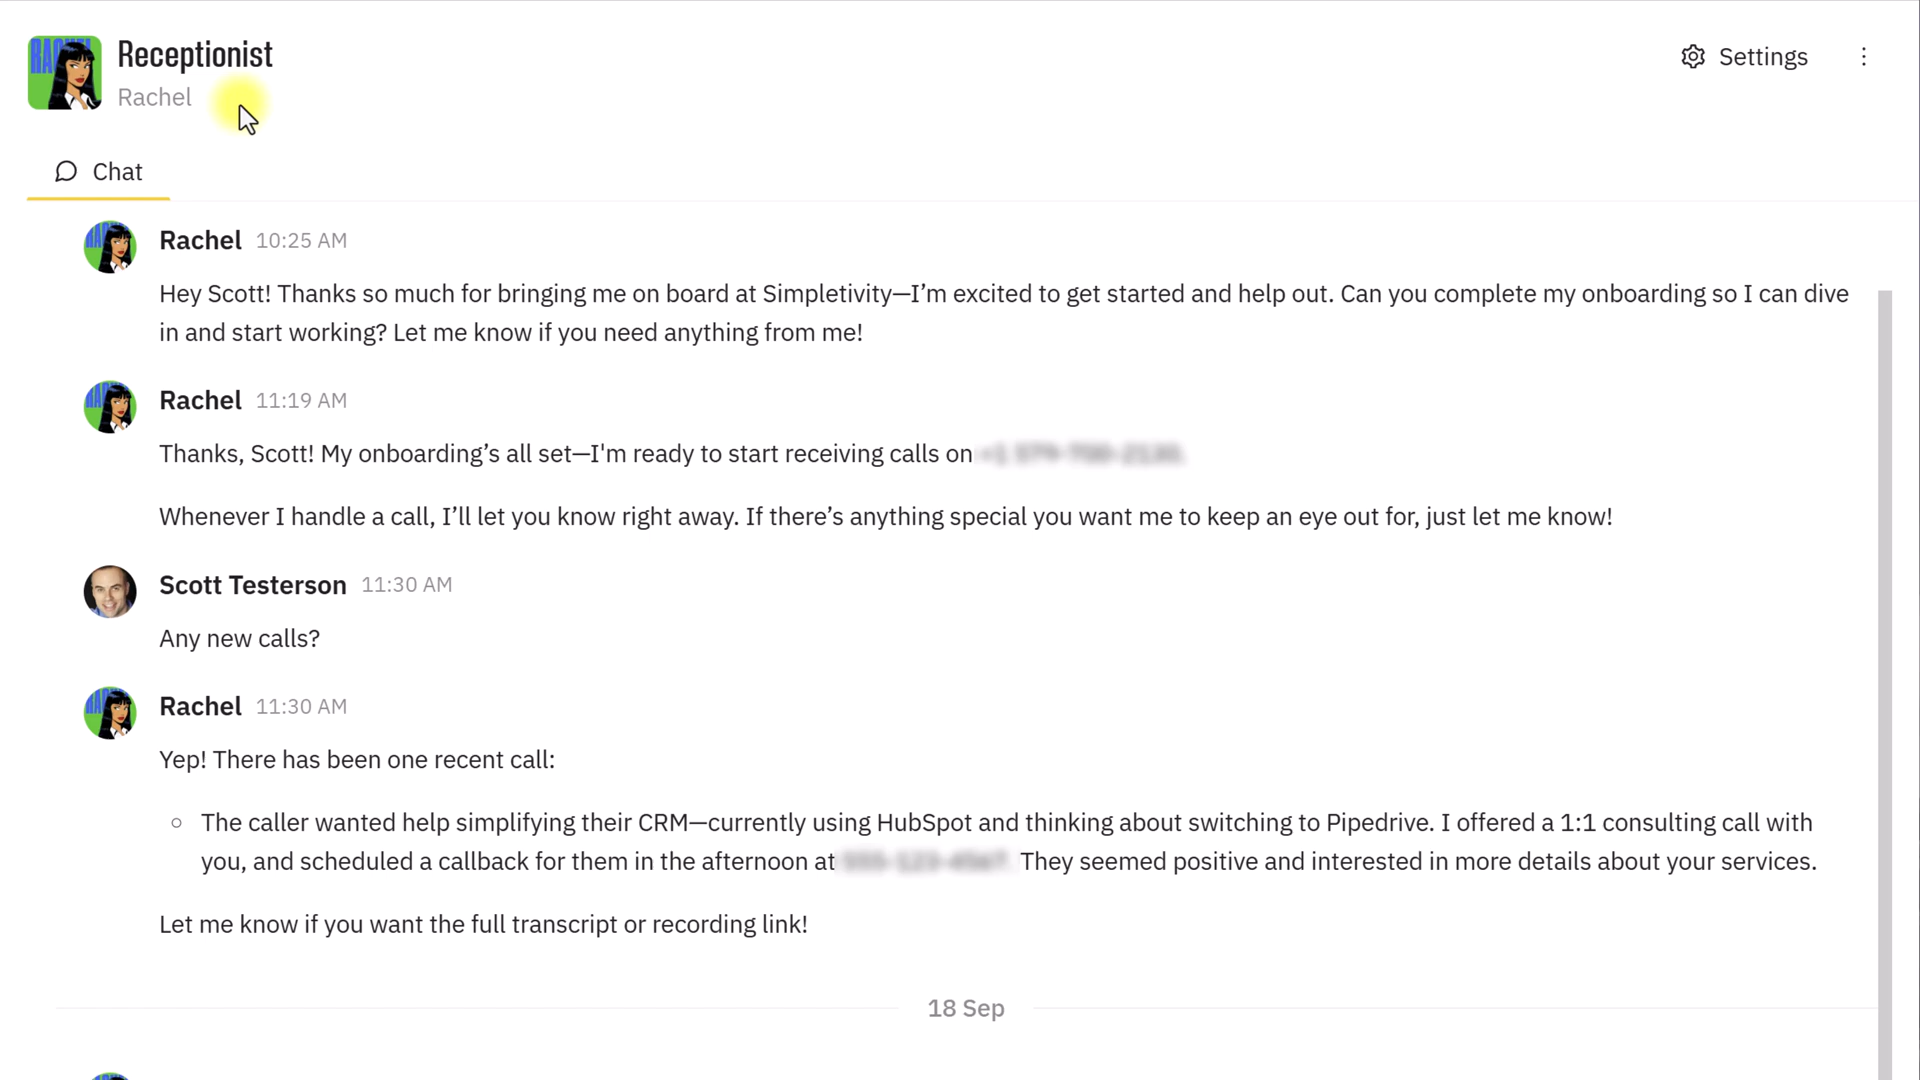 Receptionist
Rachel
Settings
Chat
Rachel 10:25 AM
Hey Scott! Thanks so much for bringing me on board at Simpletivity—I’m excited to get started and help out. Can you complete my onboarding so I can dive
in and start working? Let me know if you need anything from me!
Rachel 11:19 AM
Thanks, Scott! My onboarding’s all set—I'm ready to start receiving calls on
Whenever I handle a call, I’ll let you know right away. If there’s anything special you want me to keep an eye out for, just let me know!
Scott Testerson 11:30 AM
Any new calls?
Rachel 11:30 AM
Yep! There has been one recent call:
The caller wanted help simplifying their CRM—currently using HubSpot and thinking about switching to Pipedrive. I offered a 1:1 consulting call with
you, and scheduled a callback for them in the afternoon at They seemed positive and interested in more details about your services.
Let me know if you want the full transcript or recording link!
18 Sep